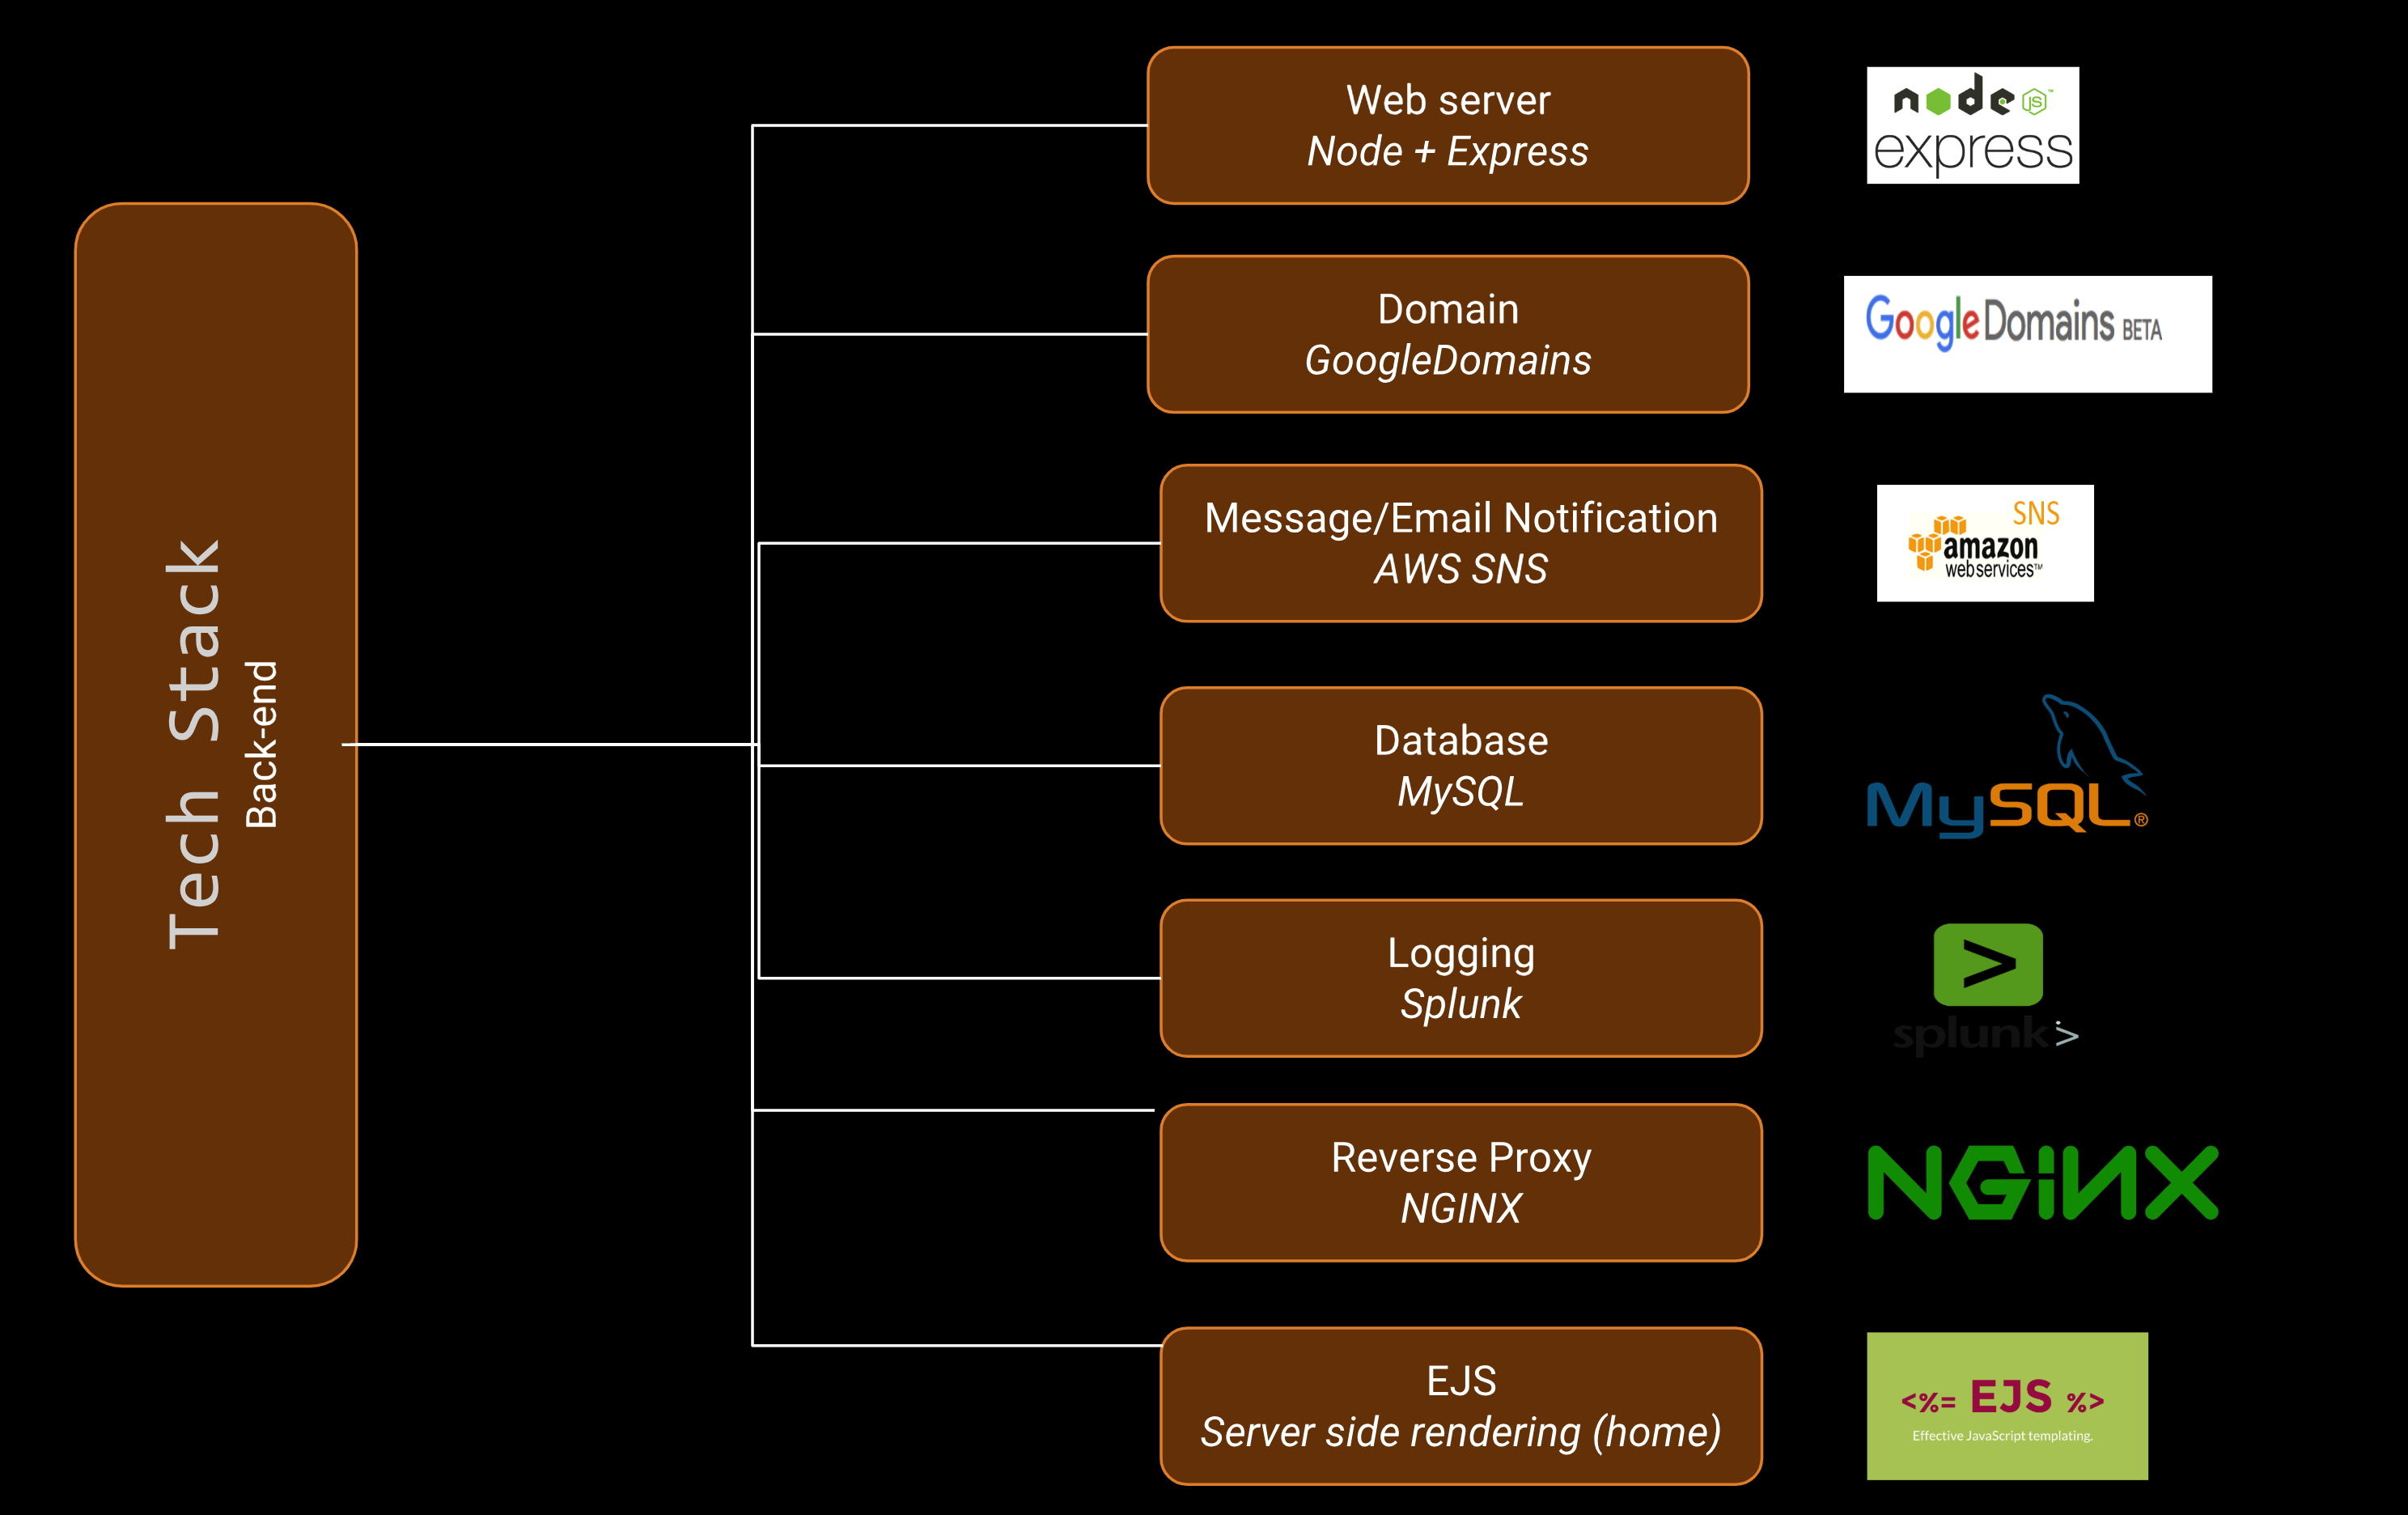 Tech Stack
Back-end
Web server
Node + Express
node JS™
express
Domain
GoogleDomains
Google Domains BETA
Message/Email Notification
AWS SNS
SNS
amazon
webservices™
Database
MySQL
MySQL®
Logging
Splunk
>
splunk>
Reverse Proxy
NGINX
NGiNX
EJS
Server side rendering (home)
<%= EJS %>
Effective JavaScript templating.